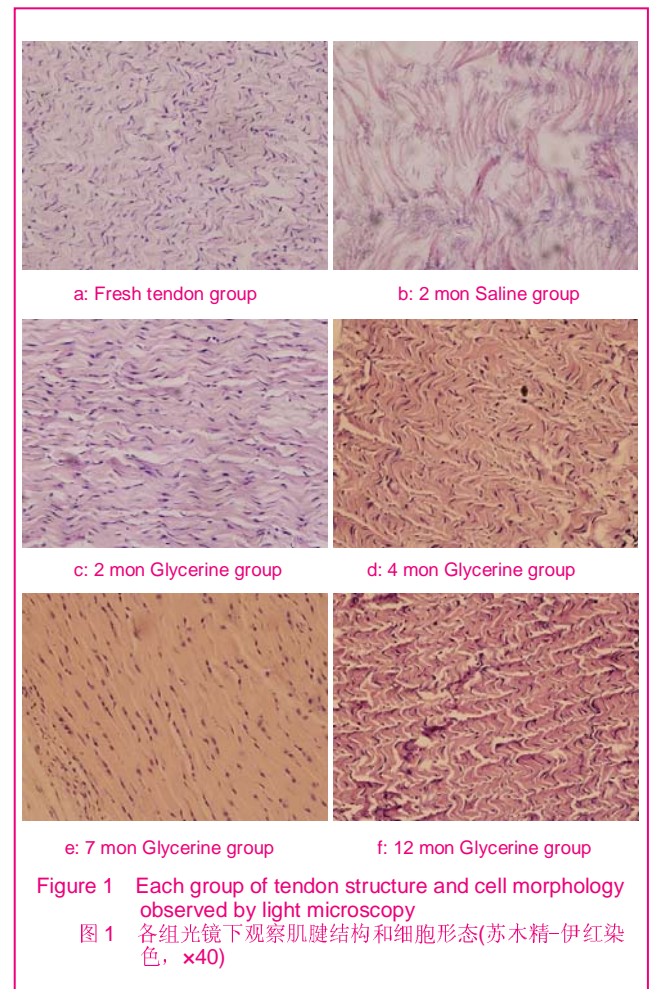 a: Fresh tendon group
b: 2 mon Saline group
c: 2 mon Glycerine group
d: 4 mon Glycerine group
e: 7 mon Glycerine group
f: 12 mon Glycerine group
Figure 1 Each group of tendon structure and cell morphology
observed by light microscopy
图 1 各组光镜下观察肌腱结构和细胞形态(苏木精-伊红染
色，×40)